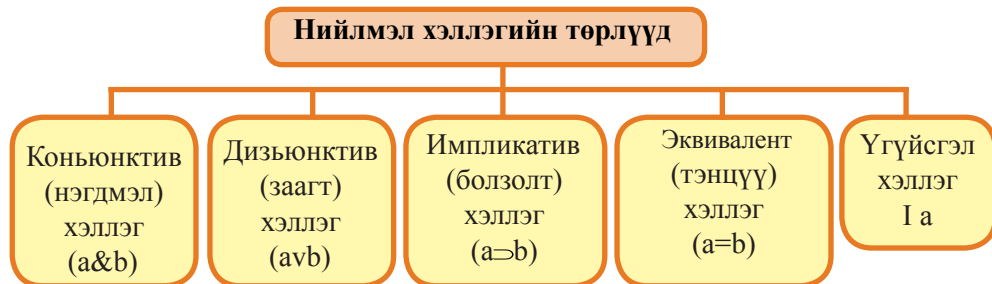 Нийлмэл хэллэгийн төрлүүд
Коньюнктив
(нэгдмэл)
хэллэг
(a&b)
Дизьюнктив
(заагт)
хэллэг
(avb)
Импликатив
(болзолт)
хэллэг
(a⊃b)
Эквивалент
(тэнцүү)
хэллэг
(a=b)
Үгүйсгэл
хэллэг
I a